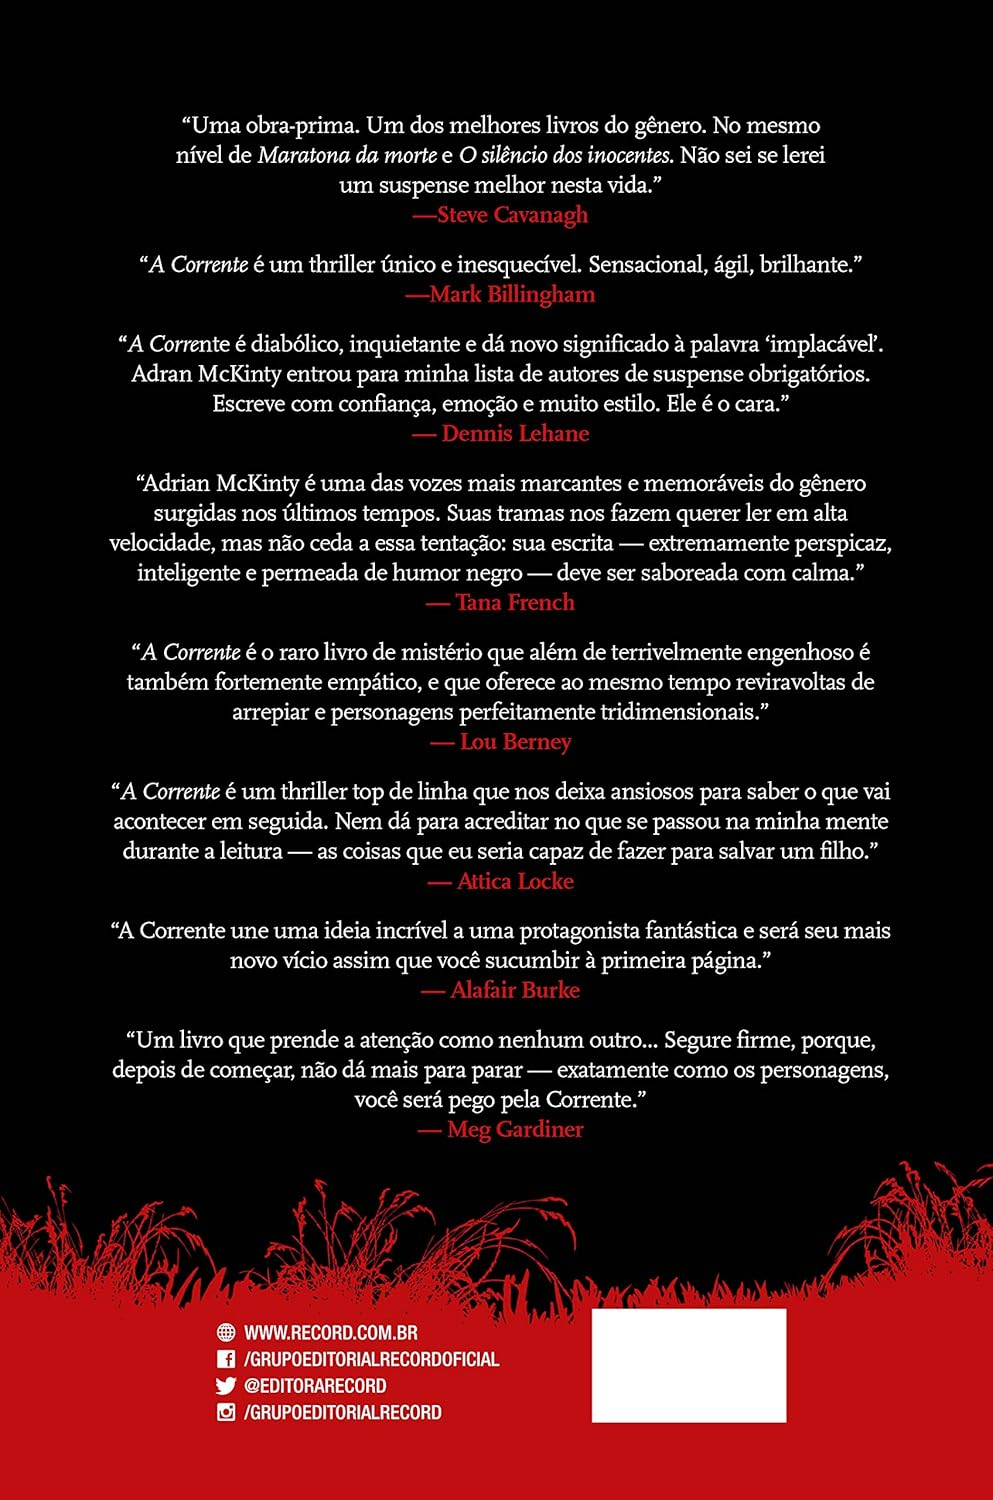 “Uma obra-prima. Um dos melhores livros do gênero. No mesmo
nível de Maratona da morte e O silêncio dos inocentes. Não sei se lerei
um suspense melhor nesta vida.”
—Steve Cavanagh
“A Corrente é um thriller único e inesquecível. Sensacional, ágil, brilhante.”
—Mark Billingham
“A Corrente é diabólico, inquietante e dá novo significado à palavra ‘implacável’.
Adran McKinty entrou para minha lista de autores de suspense obrigatórios.
Escreve com confiança, emoção e muito estilo. Ele é o cara.”
— Dennis Lehane
“Adrian McKinty é uma das vozes mais marcantes e memoráveis do gênero
surgidas nos últimos tempos. Suas tramas nos fazem querer ler em alta
velocidade, mas não ceda a essa tentação: sua escrita — extremamente perspicaz,
inteligente e permeada de humor negro — deve ser saboreada com calma.”
— Tana French
“A Corrente é o raro livro de mistério que além de terrivelmente engenhoso é
também fortemente empático, e que oferece ao mesmo tempo reviravoltas de
arrepiar e personagens perfeitamente tridimensionais.”
— Lou Berney
“A Corrente é um thriller top de linha que nos deixa ansiosos para saber o que vai
acontecer em seguida. Nem dá para acreditar no que se passou na minha mente
durante a leitura — as coisas que eu seria capaz de fazer para salvar um filho.”
— Attica Locke
“A Corrente une uma ideia incrível a uma protagonista fantástica e será seu mais
novo vício assim que você sucumbir à primeira página.”
— Alafair Burke
“Um livro que prende a atenção como nenhum outro... Segure firme, porque,
depois de começar, não dá mais para parar — exatamente como os personagens,
você será pego pela Corrente.”
— Meg Gardiner
WWW.RECORD.COM.BR
/GRUPOEDITORIALRECORDOFICIAL
@EDITORARECORD
/GRUPOEDITORIALRECORD